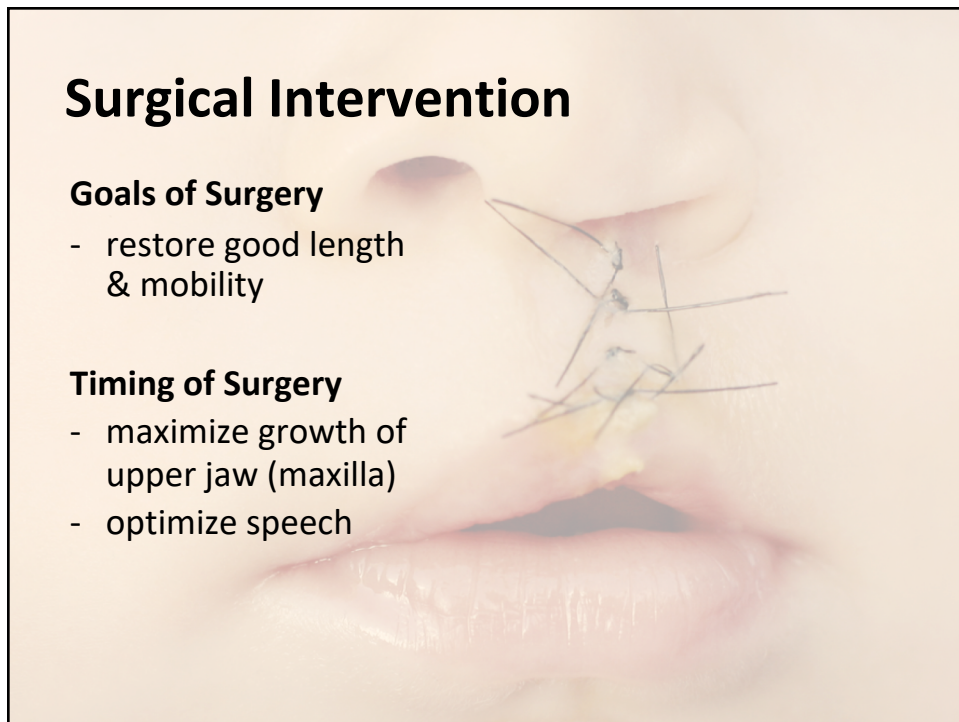 Surgical Intervention
Goals of Surgery
- restore good length
& mobility
Timing of Surgery
- maximize growth of
upper jaw (maxilla)
- optimize speech